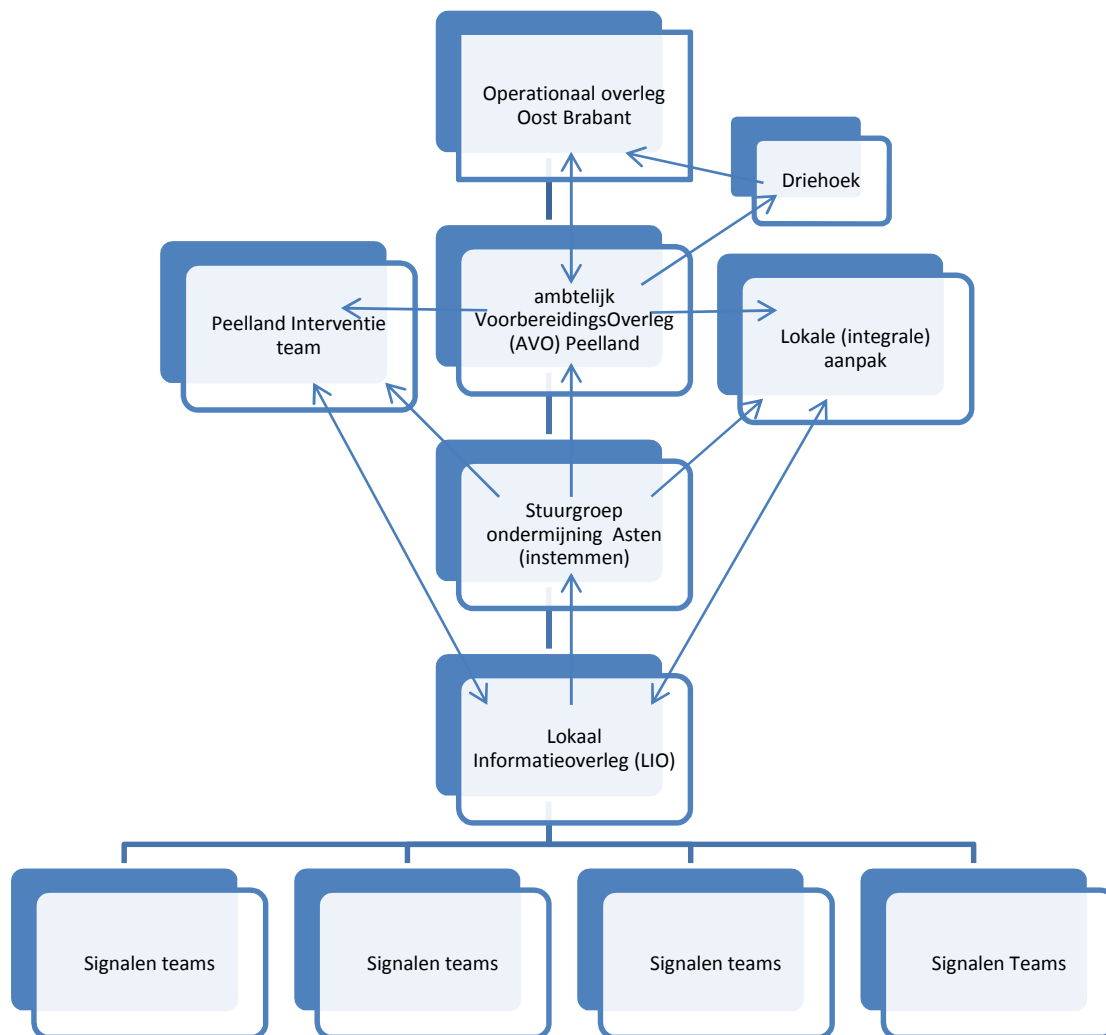 Operationaal overleg
Oost Brabant
Driehoek
ambtelijk
VoorbereidingsOverleg
(AVO) Peelland
Peelland Interventie
team
Lokale (integrale)
aanpak
Stuurgroep
ondermijning Asten
(instemmen)
Lokaal
Informatieoverleg (LIO)
Signalen teams
Signalen teams
Signalen teams
Signalen Teams